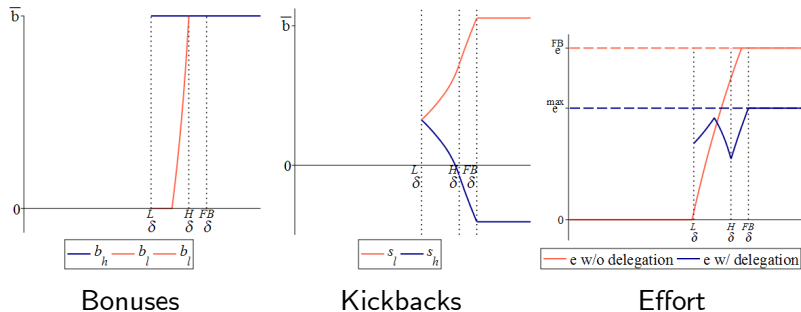 b̅
0
δ^L
δ^H
δ^FB
b_h
b_l
b_l
Bonuses
b̅
0
δ^L
δ^H
δ^FB
s_l
s_h
Kickbacks
e^FB
e^max
0
δ^L
δ^H
δ^FB
e w/o delegation
e w/ delegation
Effort